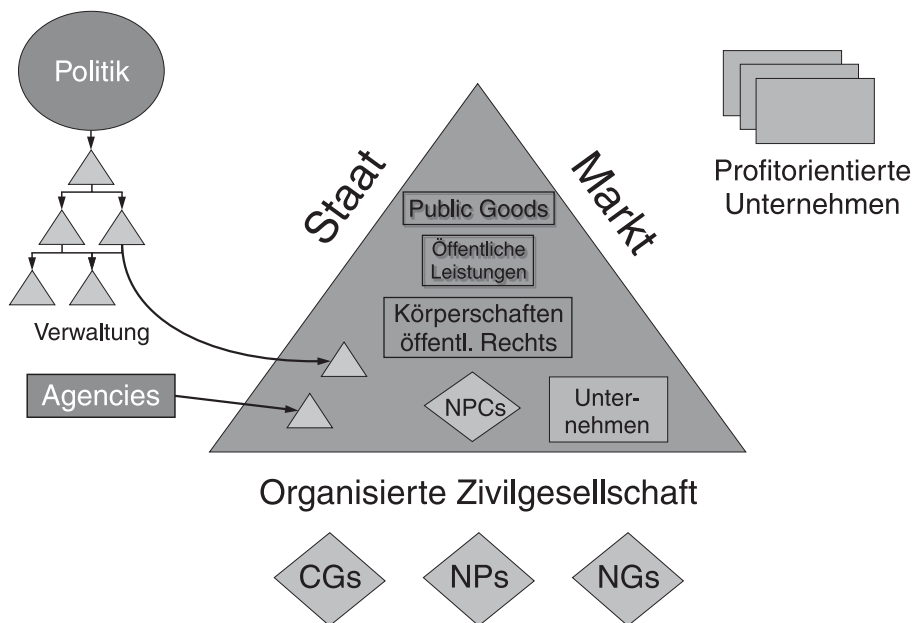 Politik
Verwaltung
Agencies
Staat
Markt
Public Goods
Öffentliche
Leistungen
Körperschaften
öffentl. Rechts
NPCs
Unter-
nehmen
Profitorientierte
Unternehmen
Organisierte Zivilgesellschaft
CGs
NPs
NGs